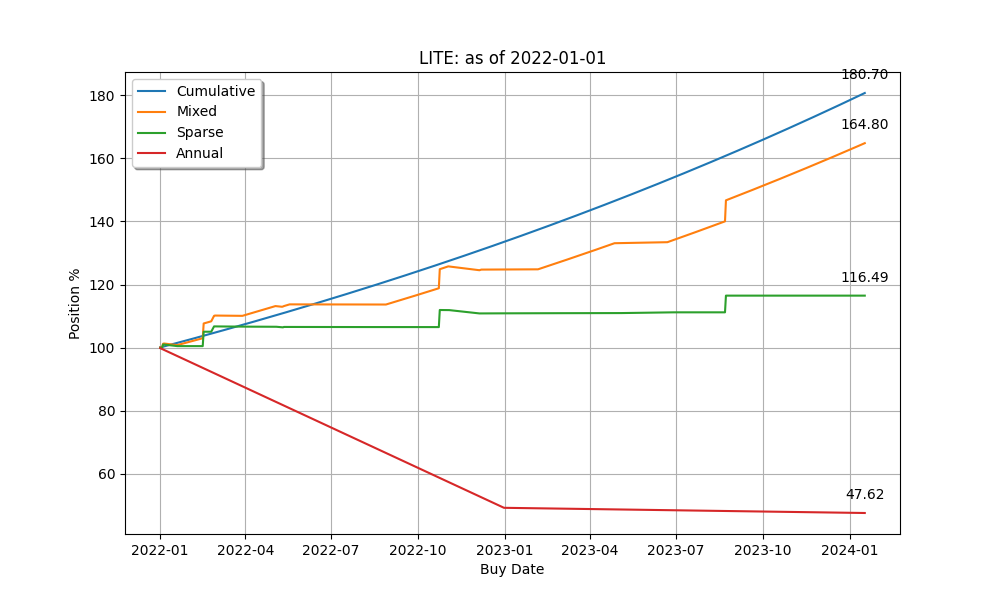 LITE: as of 2022-01-01
Cumulative
Mixed
Sparse
Annual
180.70
164.80
116.49
47.62
180
160
140
120
100
80
60
Position %
2022-01 2022-04 2022-07 2022-10 2023-01 2023-04 2023-07 2023-10 2024-01
Buy Date